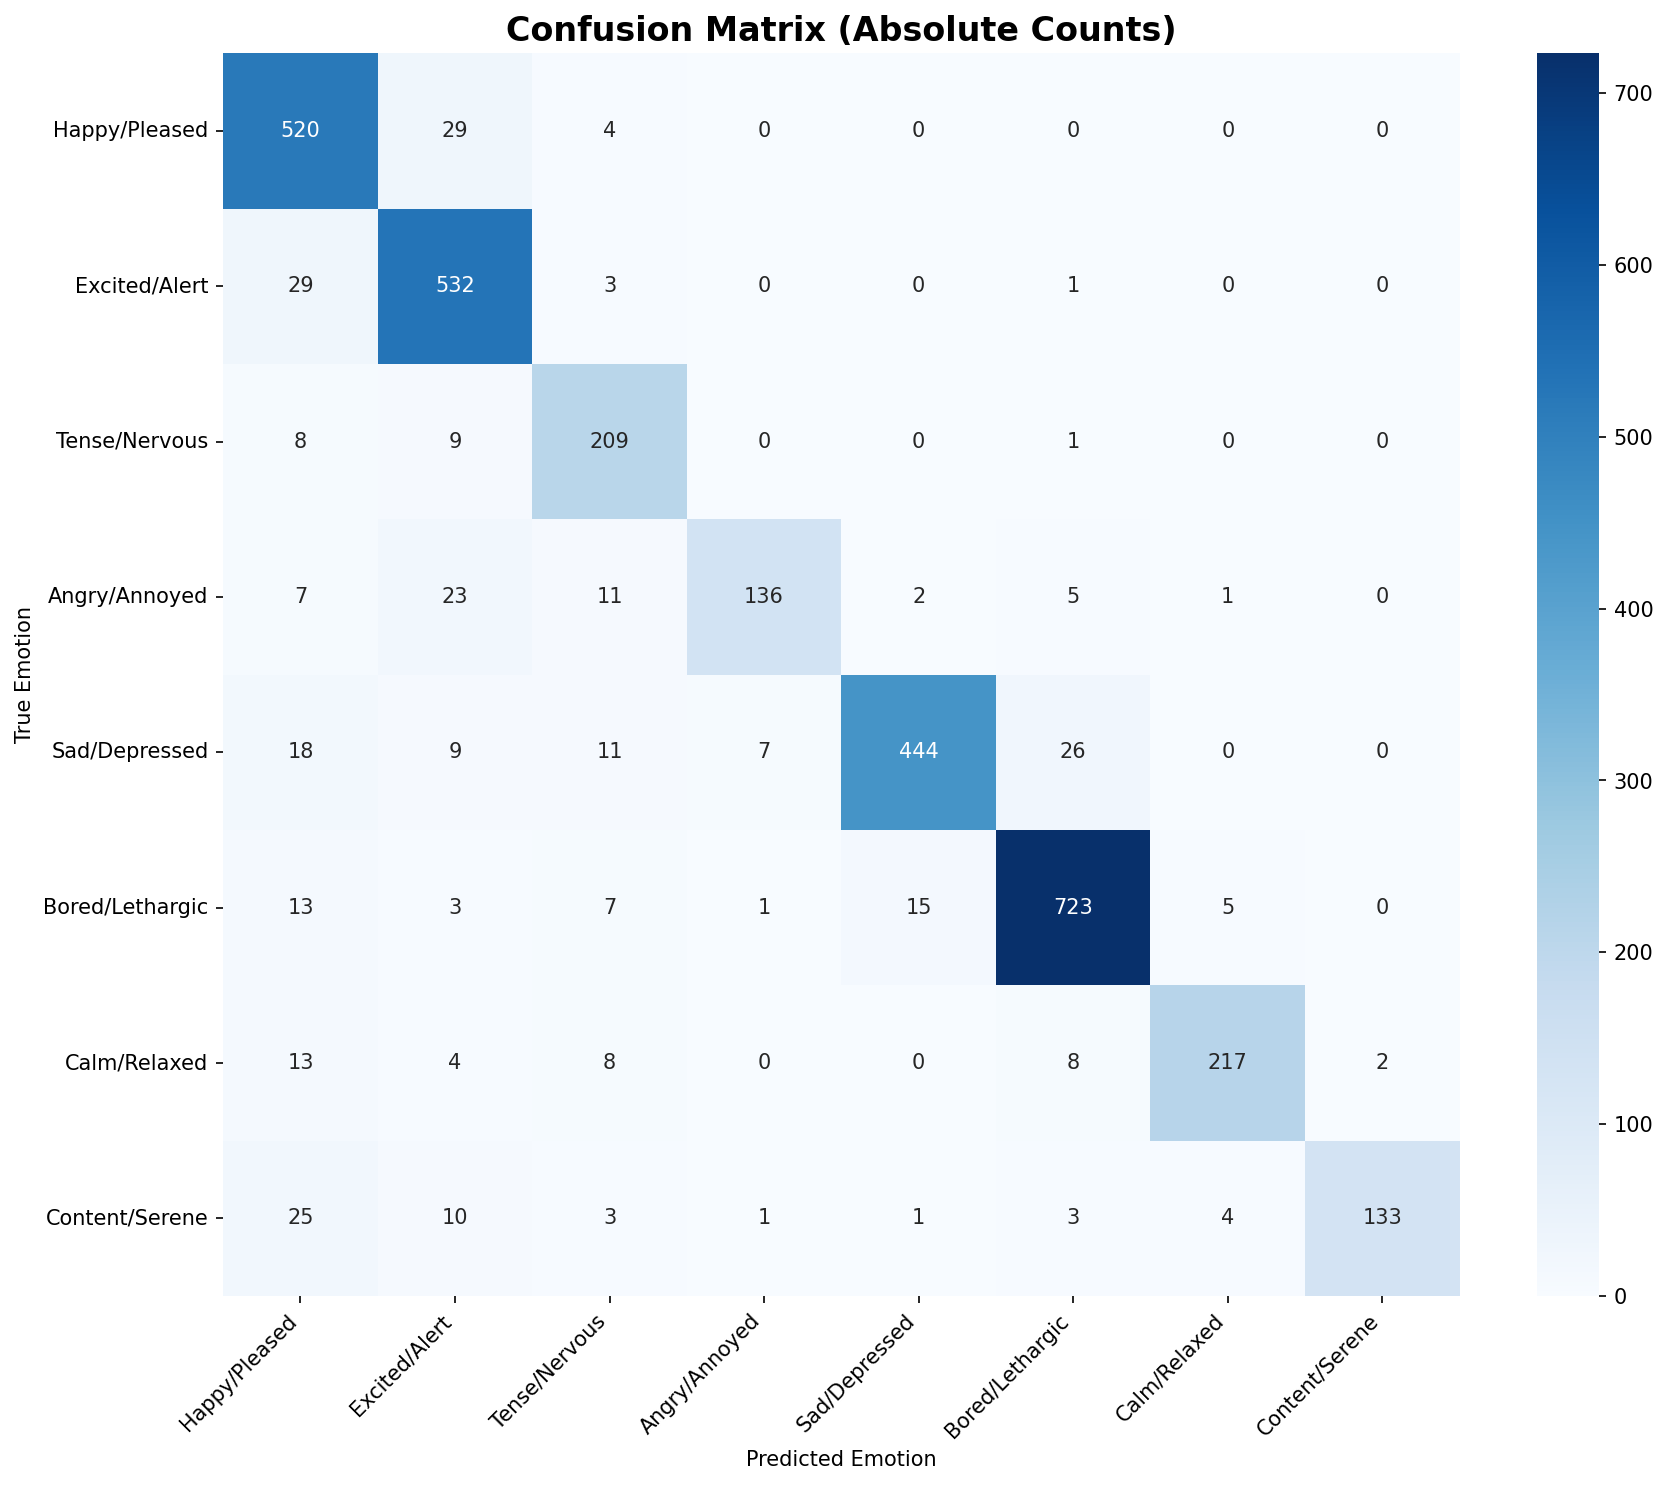 Confusion Matrix (Absolute Counts)
Happy/Pleased 520 29 4 0 0 0 0 0
Excited/Alert 29 532 3 0 0 1 0 0
Tense/Nervous 8 9 209 0 0 1 0 0
Angry/Annoyed 7 23 11 136 2 5 1 0
Sad/Depressed 18 9 11 7 444 26 0 0
Bored/Lethargic 13 3 7 1 15 723 5 0
Calm/Relaxed 13 4 8 0 0 8 217 2
Content/Serene 25 10 3 1 1 3 4 133
True Emotion
Happy/Pleased
Excited/Alert
Tense/Nervous
Angry/Annoyed
Sad/Depressed
Bored/Lethargic
Calm/Relaxed
Content/Serene
Predicted Emotion
700
600
500
400
300
200
100
0